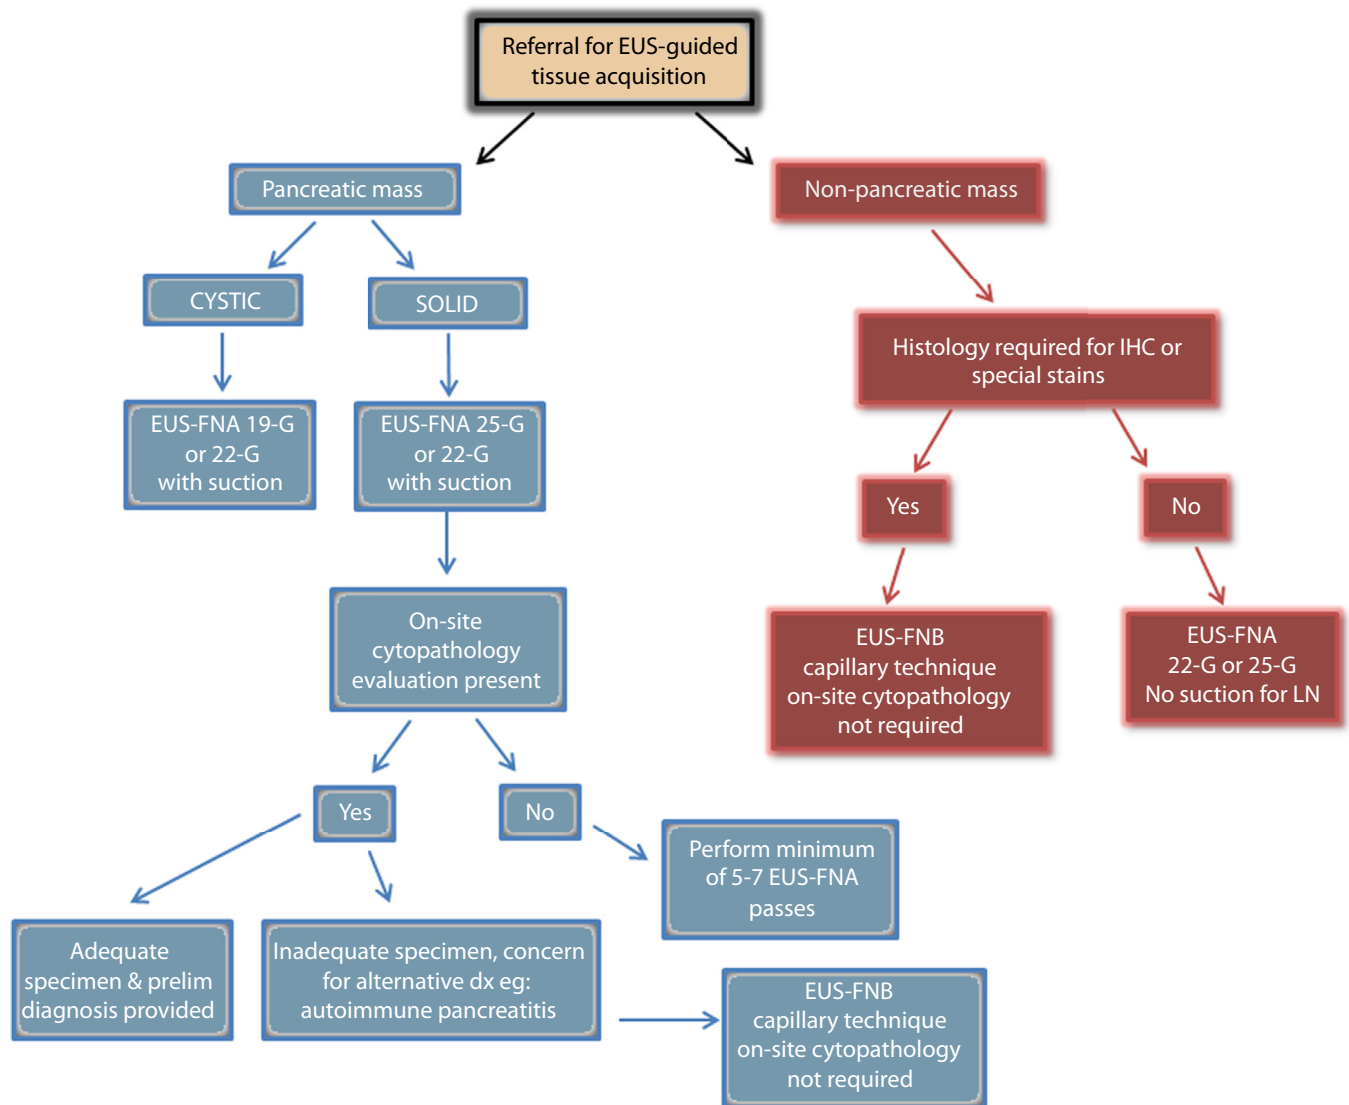 Referral for EUS-guided
tissue acquisition
Pancreatic mass
Non-pancreatic mass
CYSTIC
SOLID
Histology required for IHC or
special stains
EUS-FNA 19-G
or 22-G
with suction
EUS-FNA 25-G
or 22-G
with suction
Yes
No
On-site
cytopathology
evaluation present
EUS-FNB
capillary technique
on-site cytopathology
not required
EUS-FNA
22-G or 25-G
No suction for LN
Yes
No
Perform minimum
of 5-7 EUS-FNA
passes
Adequate
specimen & prelim
diagnosis provided
Inadequate specimen, concern
for alternative dx eg:
autoimmune pancreatitis
EUS-FNB
capillary technique
on-site cytopathology
not required